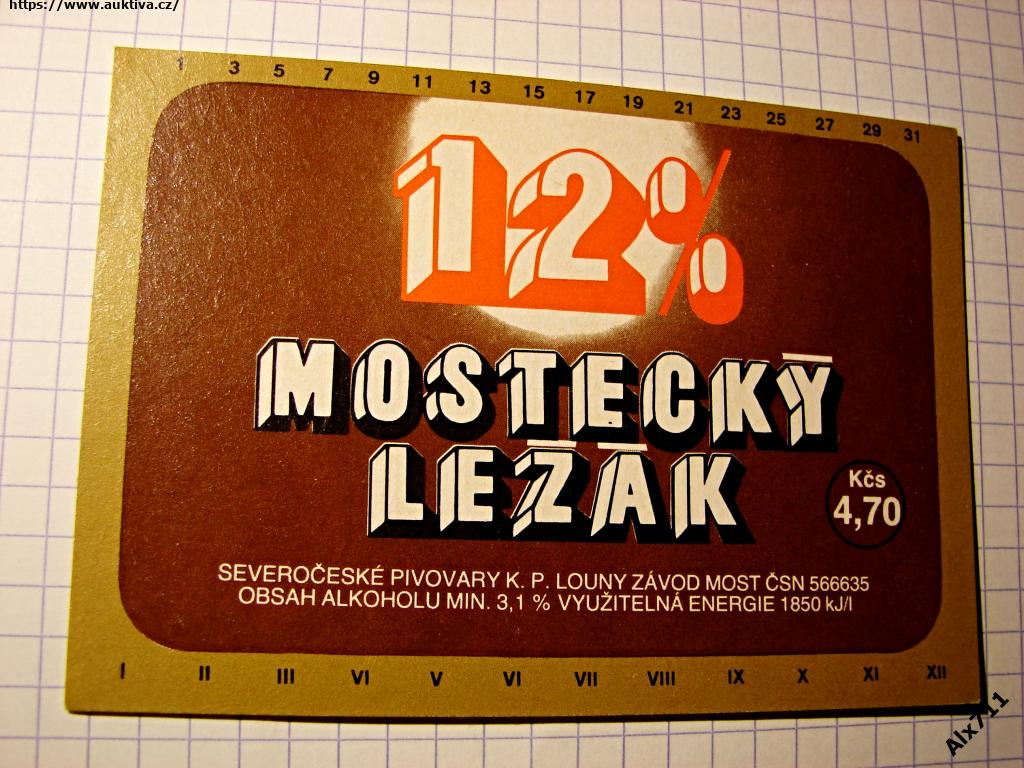 https://www.auktiva.cz/
1 3 5 7 9 11 13 15 17 19 21 23 25 27 29 31
12%
MOSTECKÝ
LEŽÁK
Kčs
4,70
SEVEROČESKÉ PIVOVARY K. P. LOUNY ZÁVOD MOST ČSN 566635
OBSAH ALKOHOLU MIN. 3,1 % VYUŽITELNÁ ENERGIE 1850 kJ/l
I II III VI V VI VII VIII IX X XI XII
Alx711